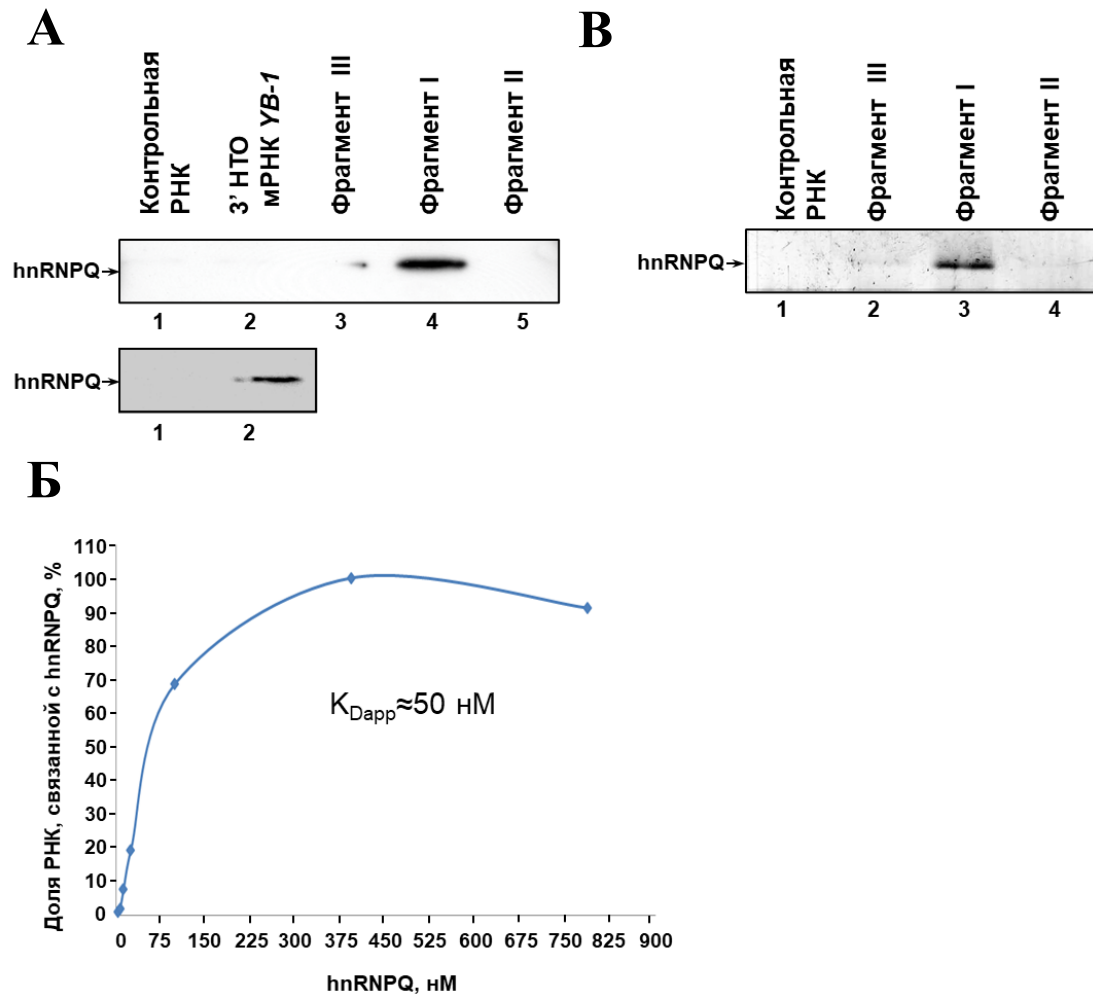 А
Контрольная
РНК
3’ НТО
мРНК YB-1
Фрагмент III
Фрагмент I
Фрагмент II
hnRNPQ
1 2 3 4 5
hnRNPQ
1 2
В
Контрольная
РНК
Фрагмент III
Фрагмент I
Фрагмент II
hnRNPQ
1 2 3 4
Б
Доля РНК, связанной с hnRNPQ, %
110
100
90
80
70
60
50
40
30
20
10
0
KDapp≈50 нМ
0 75 150 225 300 375 450 525 600 675 750 825 900
hnRNPQ, нМ